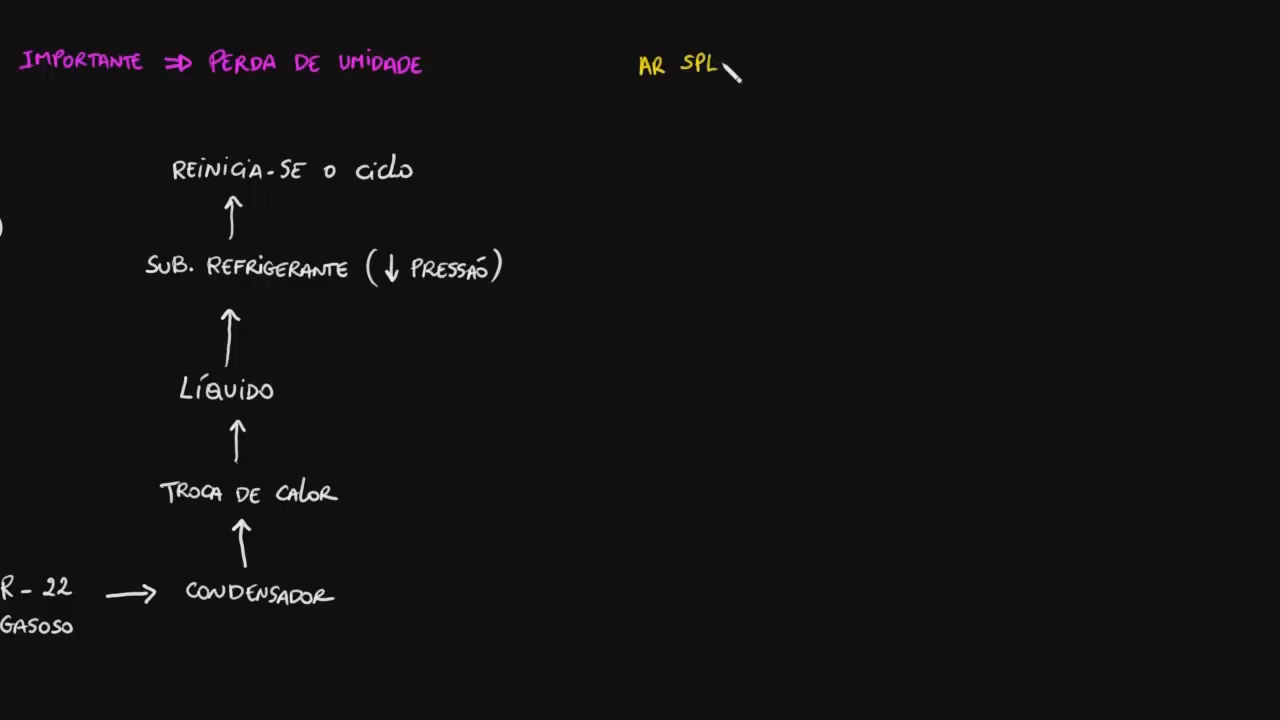 IMPORTANTE ⇒ PERDA DE UMIDADE
AR SPL
REINICIA-SE O CICLO
)
SUB. REFRIGERANTE (↓ PRESSÃO)
LÍQUIDO
TROCA DE CALOR
R - 22 → CONDENSADOR
GASOSO